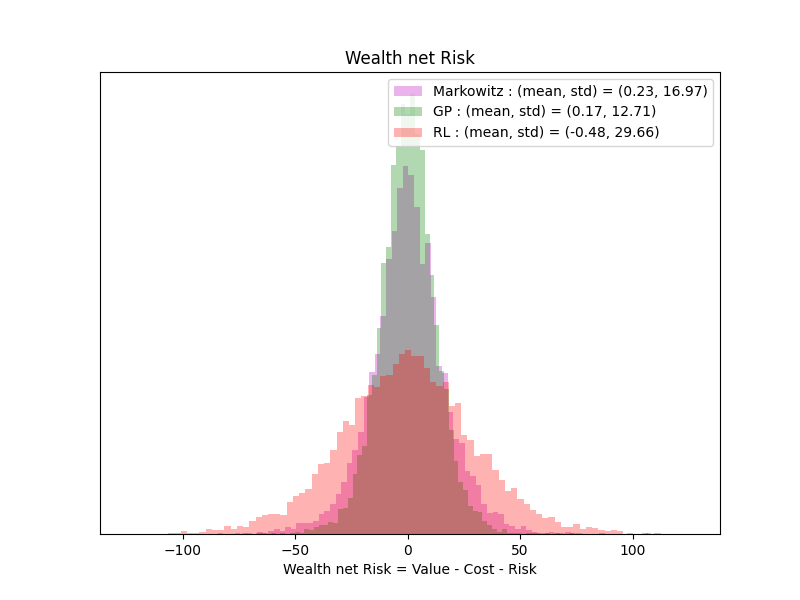 Wealth net Risk
Markowitz : (mean, std) = (0.23, 16.97)
GP : (mean, std) = (0.17, 12.71)
RL : (mean, std) = (-0.48, 29.66)
−100 −50 0 50 100
Wealth net Risk = Value - Cost - Risk